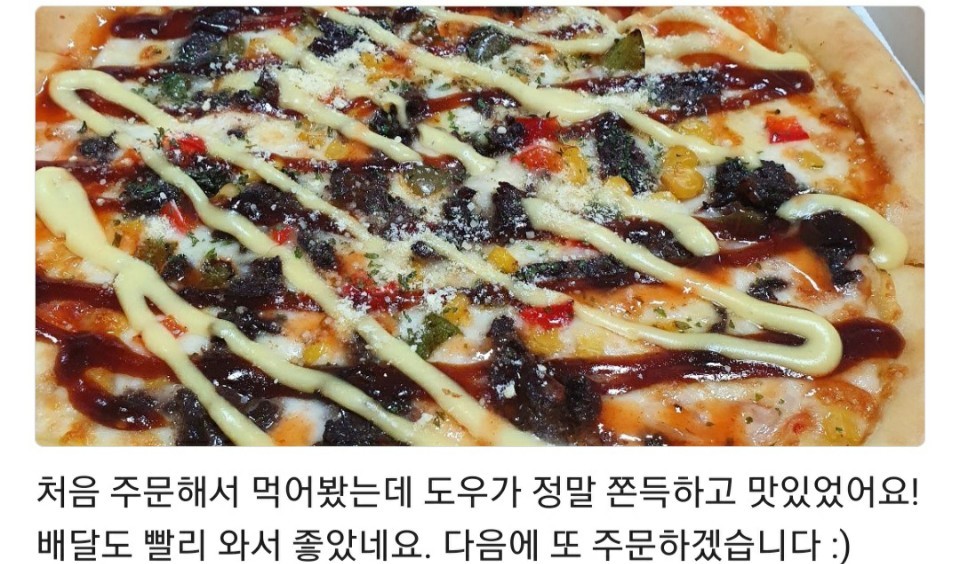 처음 주문해서 먹어봤는데 도우가 정말 쫀득하고 맛있었어요!
배달도 빨리 와서 좋았네요. 다음에 또 주문하겠습니다 :)